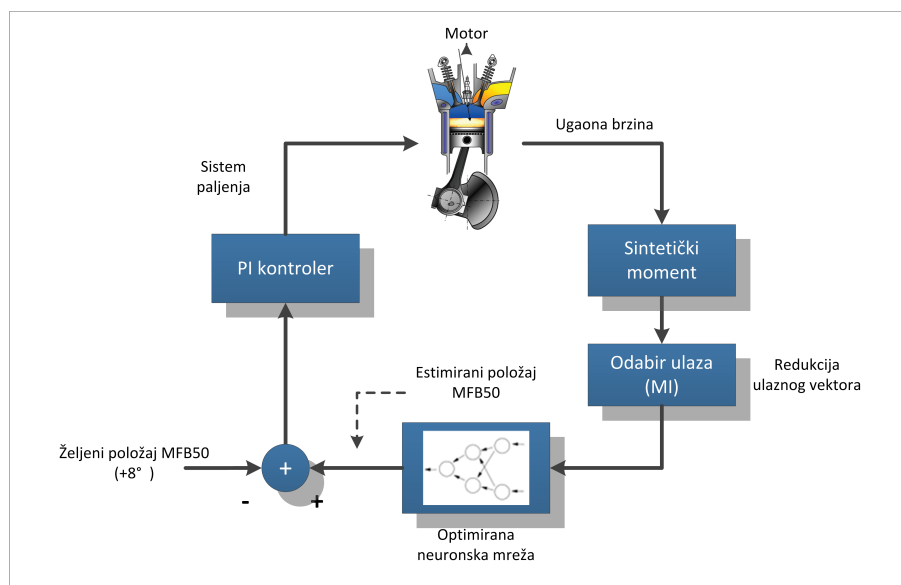 Motor
Ugaona brzina
Sistem
paljenja
PI kontroler
Sintetički
moment
Odabir ulaza
(MI)
Redukcija
ulaznog vektora
Estimirani položaj
MFB50
Željeni položaj MFB50
(+8° )
+
-
+
Optimirana
neuronska mreža